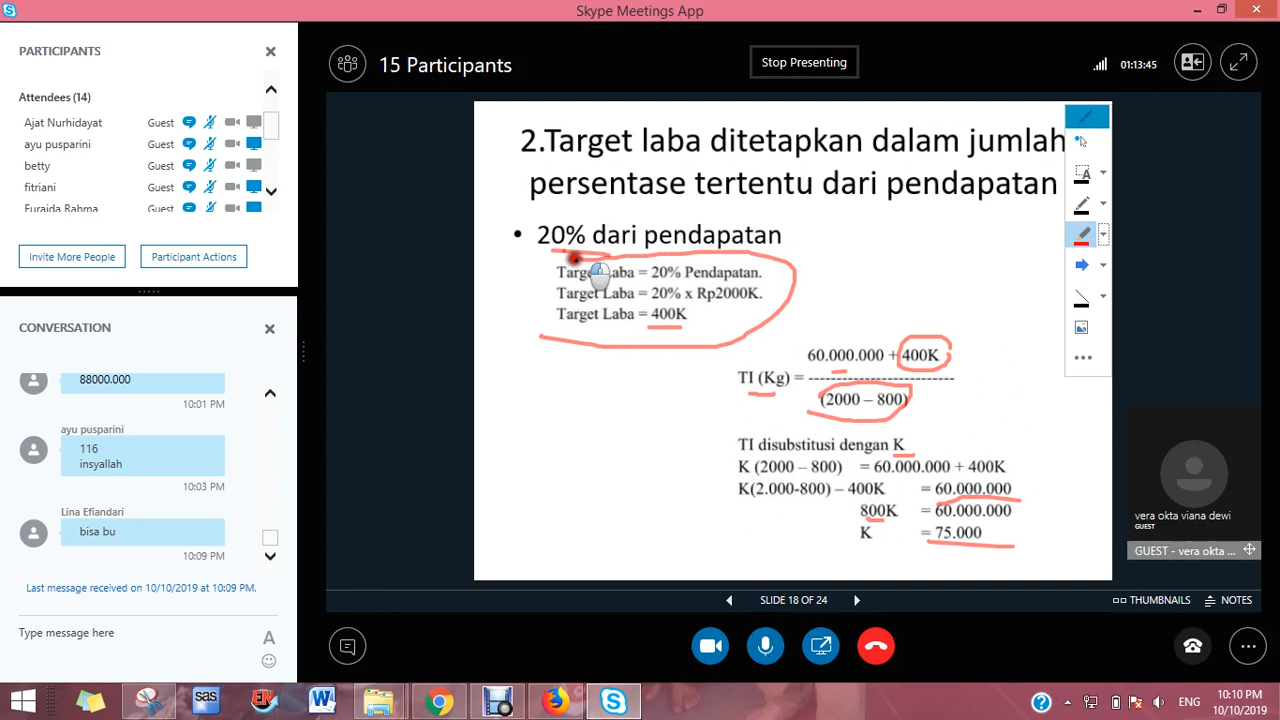 Skype Meetings App
PARTICIPANTS
Attendees (14)
Ajat Nurhidayat Guest
ayu pusparini Guest
betty Guest
fitriani Guest
Furaida Rahma Guest
Invite More People
Participant Actions
CONVERSATION
88000.000
10:01 PM
ayu pusparini
116
insyallah
10:03 PM
Lina Efiandari
bisa bu
10:09 PM
Last message received on 10/10/2019 at 10:09 PM.
Type message here
15 Participants
Stop Presenting
01:13:45
2.Target laba ditetapkan dalam jumlah
persentase tertentu dari pendapatan
• 20% dari pendapatan
Target Laba = 20% Pendapatan.
Target Laba = 20% x Rp2000K.
Target Laba = 400K
60.000.000 + 400K
TI (Kg) = ---------------------------
(2000 – 800)
TI disubstitusi dengan K
K (2000 – 800) = 60.000.000 + 400K
K(2.000-800) – 400K = 60.000.000
800K = 60.000.000
K = 75.000
vera okta viana dewi
GUEST
GUEST - vera okta ...
SLIDE 18 OF 24
THUMBNAILS
NOTES
sas
EN
W
ENG
10:10 PM
10/10/2019